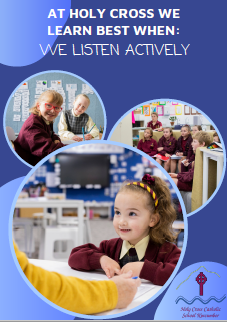 AT HOLY CROSS WE
LEARN BEST WHEN:
WE LISTEN ACTIVELY
Holy Cross Catholic
School